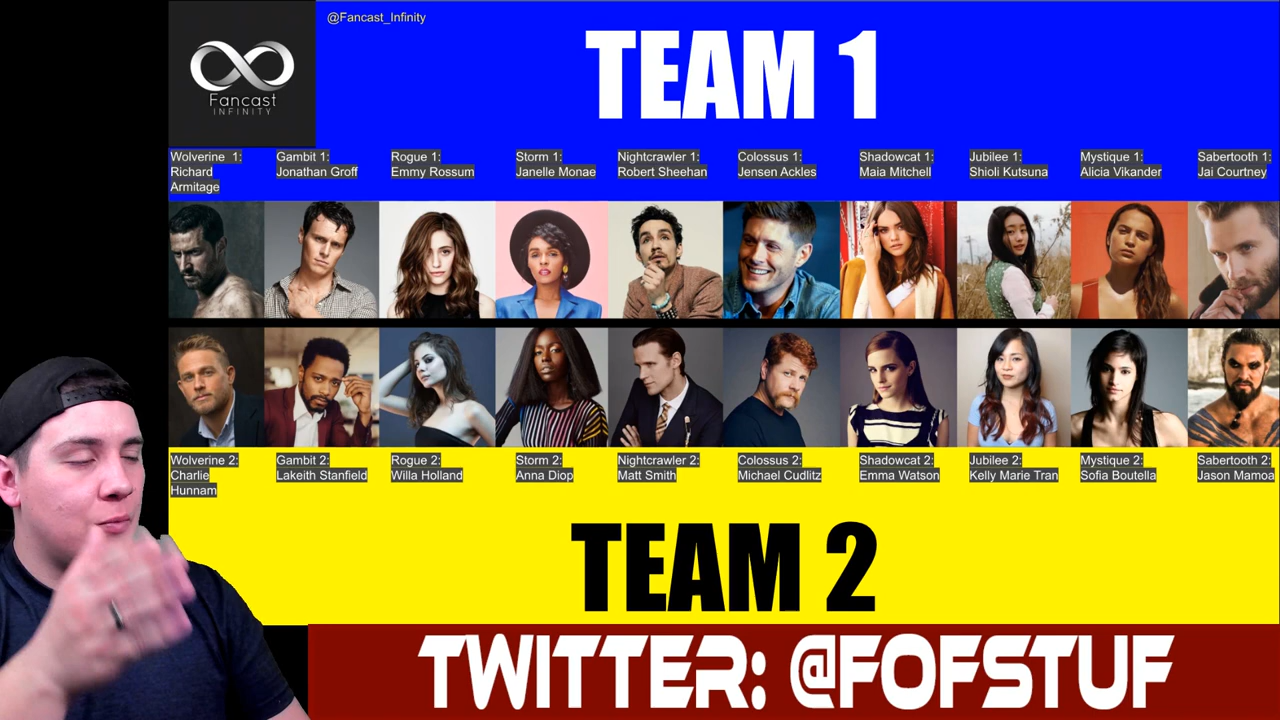 @Fancast_Infinity
TEAM 1
Fancast
INFINITY
Wolverine 1:
Richard
Armitage
Gambit 1:
Jonathan Groff
Rogue 1:
Emmy Rossum
Storm 1:
Janelle Monae
Nightcrawler 1:
Robert Sheehan
Colossus 1:
Jensen Ackles
Shadowcat 1:
Maia Mitchell
Jubilee 1:
Shioli Kutsuna
Mystique 1:
Alicia Vikander
Sabertooth 1:
Jai Courtney
Wolverine 2:
Charlie
Hunnam
Gambit 2:
Lakeith Stanfield
Rogue 2:
Willa Holland
Storm 2:
Anna Diop
Nightcrawler 2:
Matt Smith
Colossus 2:
Michael Cudlitz
Shadowcat 2:
Emma Watson
Jubilee 2:
Kelly Marie Tran
Mystique 2:
Sofia Boutella
Sabertooth 2:
Jason Mamoa
TEAM 2
TWITTER: @FOFSTUF